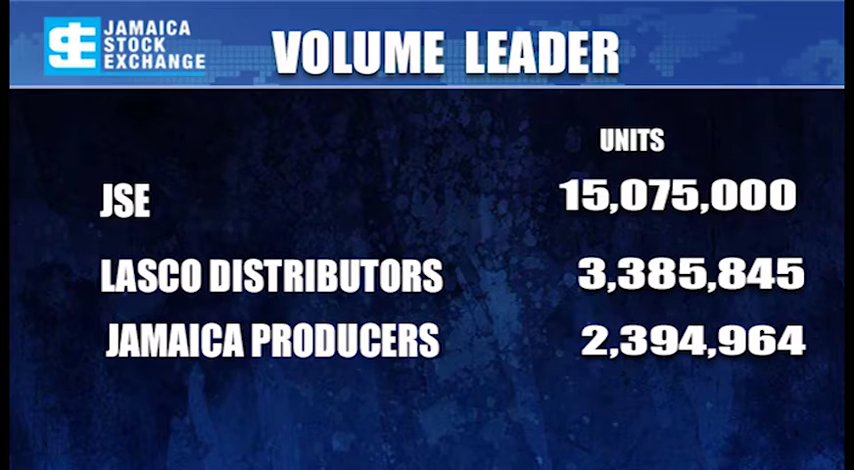 JAMAICA
STOCK
EXCHANGE
VOLUME LEADER
UNITS
JSE 15,075,000
LASCO DISTRIBUTORS 3,385,845
JAMAICA PRODUCERS 2,394,964